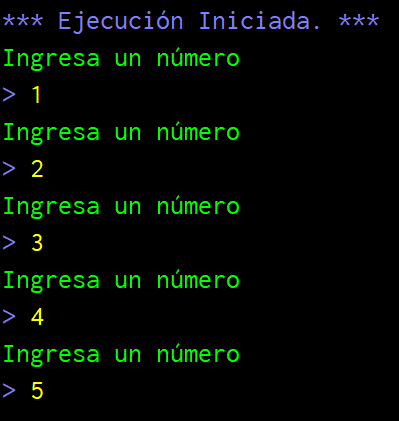 *** Ejecución Iniciada. ***
Ingresa un número
> 1
Ingresa un número
> 2
Ingresa un número
> 3
Ingresa un número
> 4
Ingresa un número
> 5